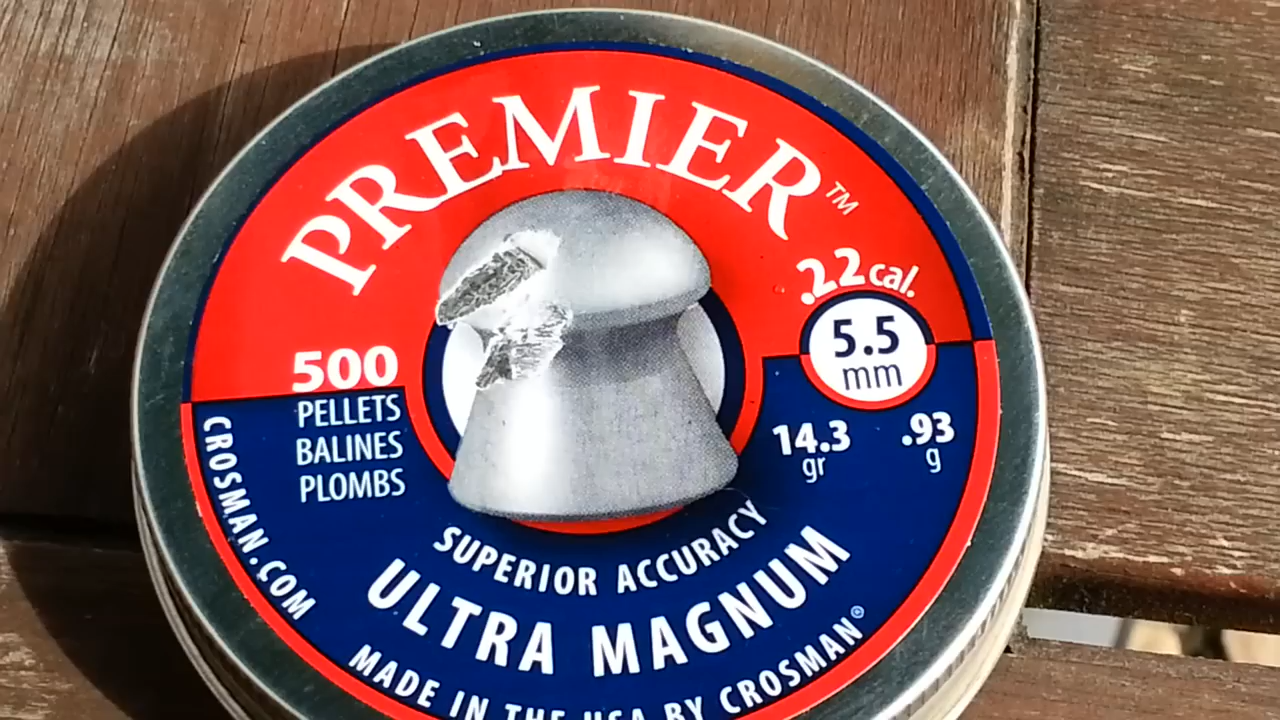 PREMIER™
.22 cal.
5.5
mm
500
PELLETS
BALINES
PLOMBS
14.3
gr
.93
g
CROSMAN.COM
SUPERIOR ACCURACY
ULTRA MAGNUM
MADE IN THE USA BY CROSMAN®